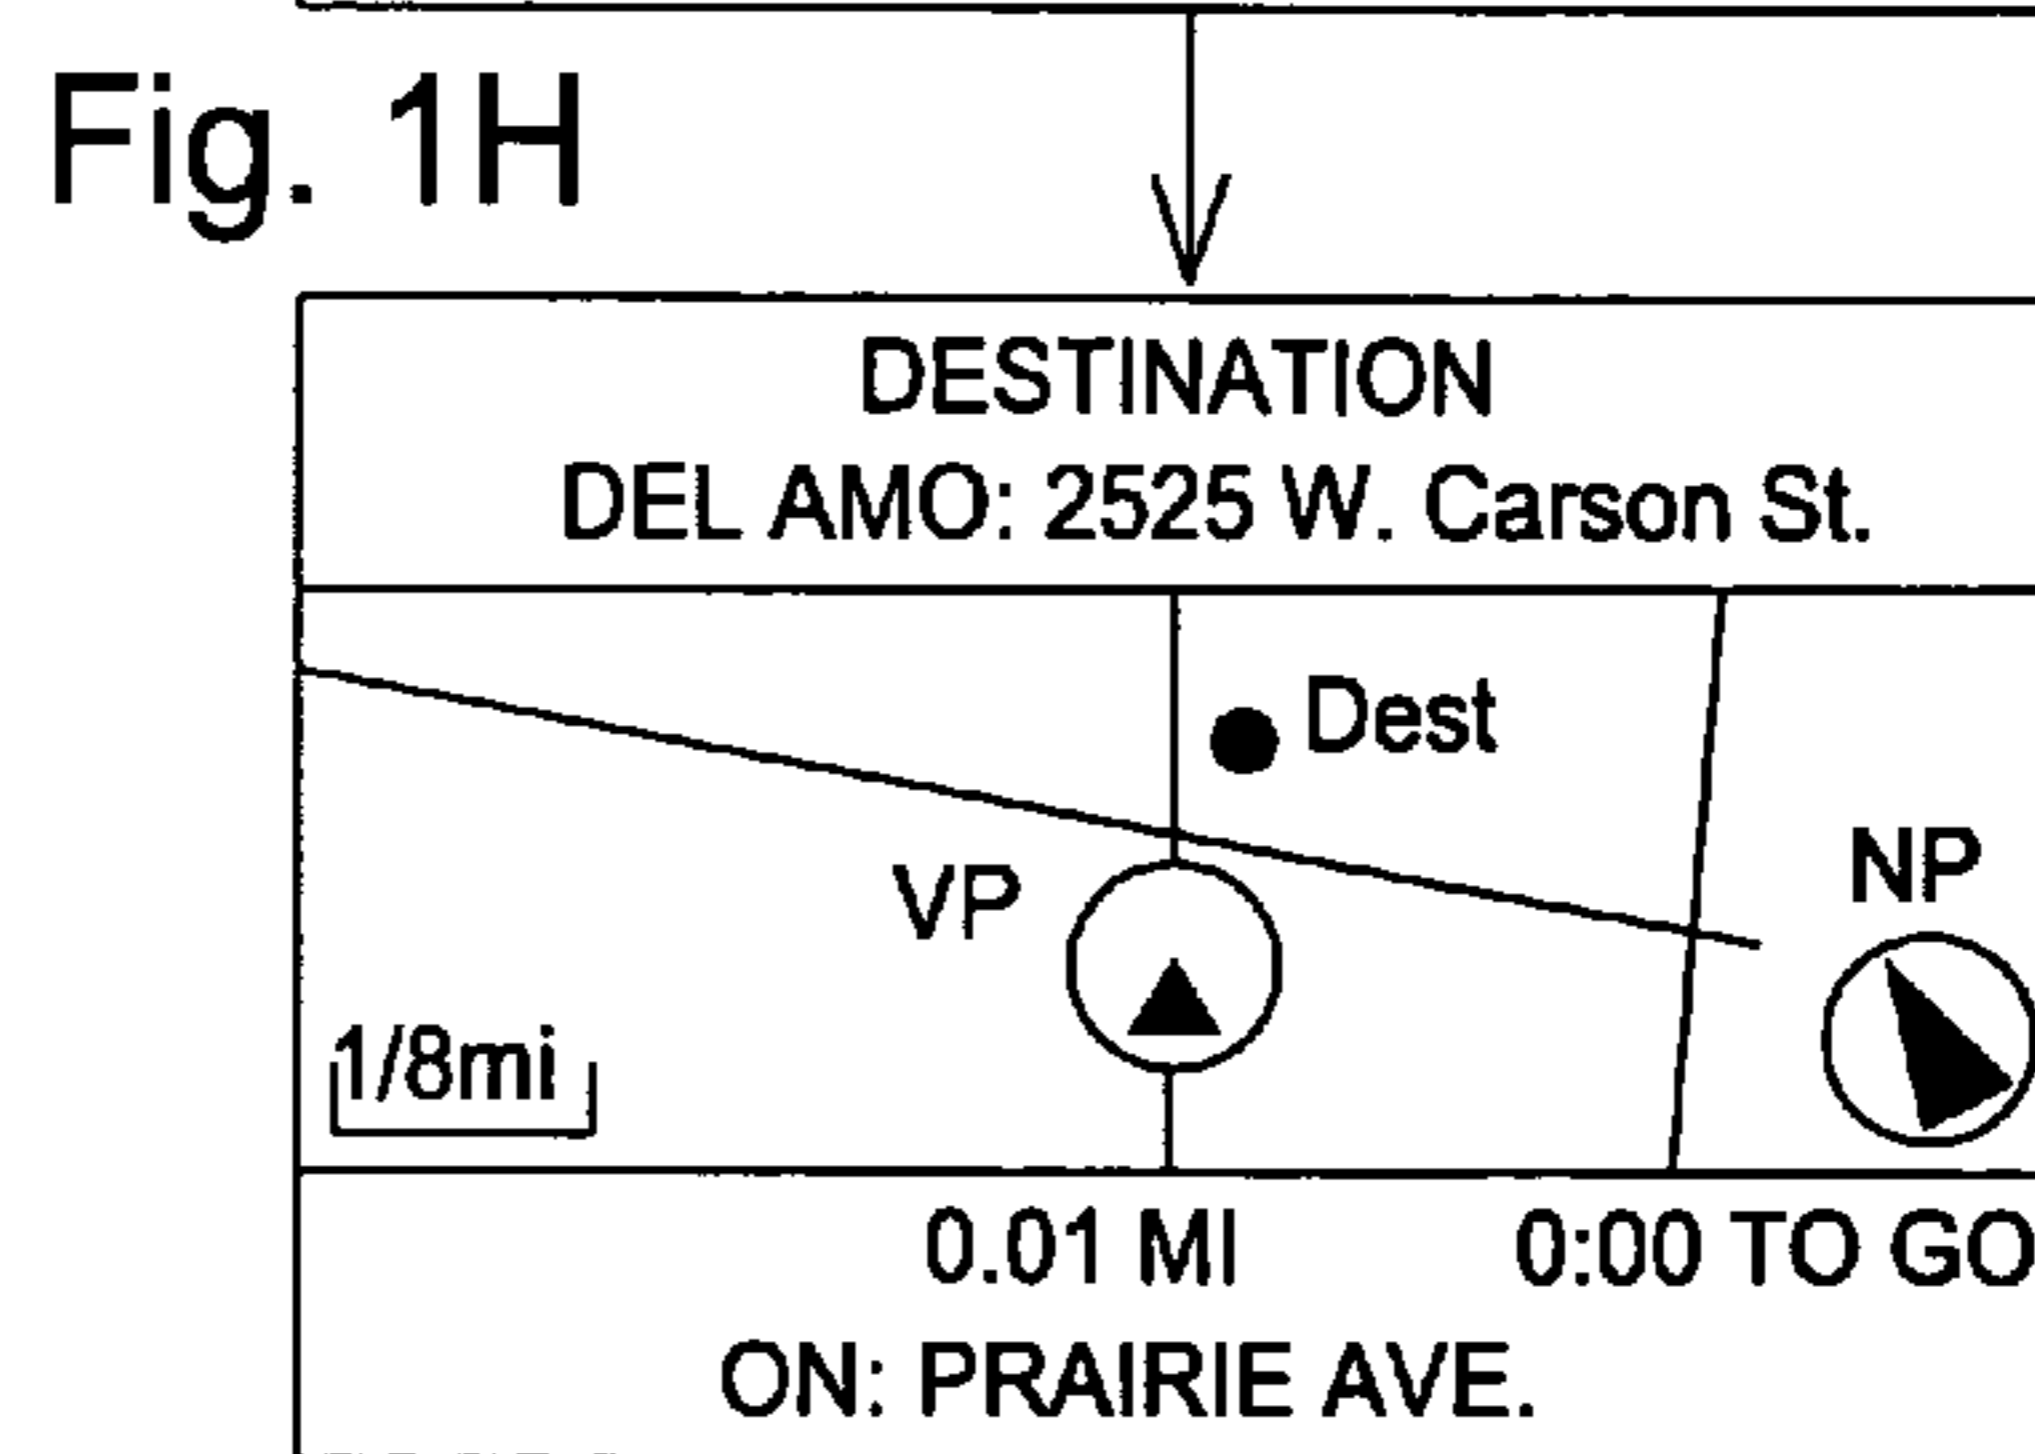 Fig. 1H
DESTINATION
DEL AMO: 2525 W. Carson St.
Dest
VP
NP
1/8mi
0.01 MI 0:00 TO GO
ON: PRAIRIE AVE.